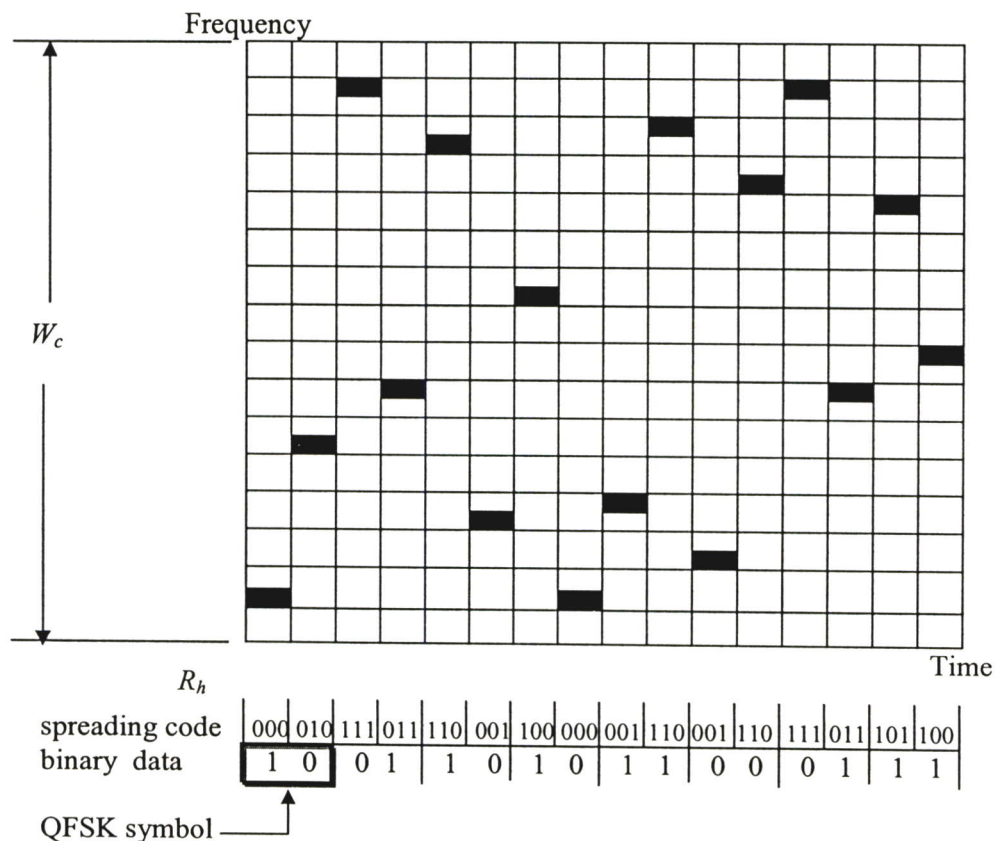 Frequency
W_c
Time
R_h
spreading code 000 010 111 011 110 001 100 000 001 110 001 110 111 011 101 100
binary data 1 0 0 1 1 0 1 0 1 1 0 0 0 1 1 1
QFSK symbol